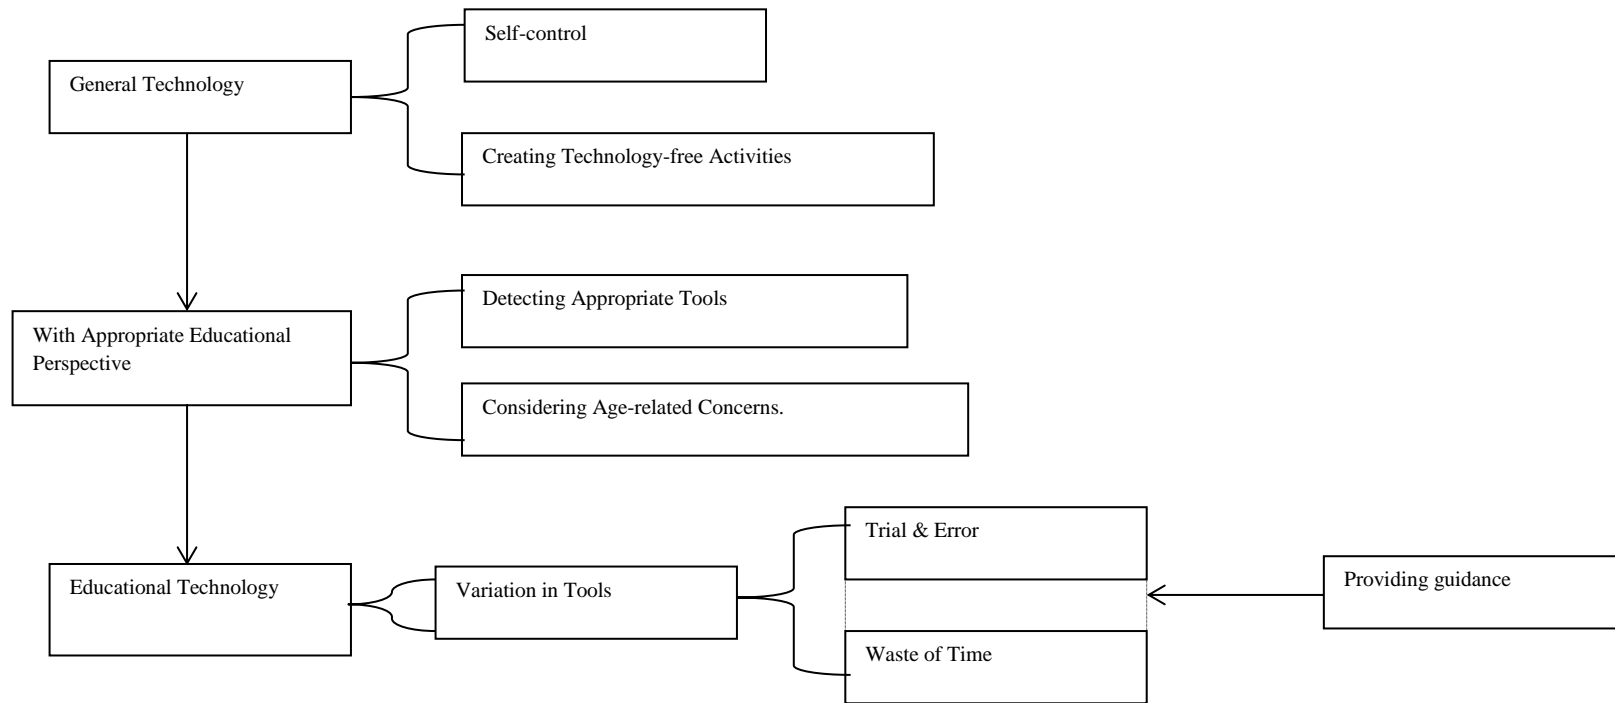 Self-control
General Technology
Creating Technology-free Activities
Detecting Appropriate Tools
With Appropriate Educational
Perspective
Considering Age-related Concerns.
Trial & Error
Educational Technology
Variation in Tools
Providing guidance
Waste of Time